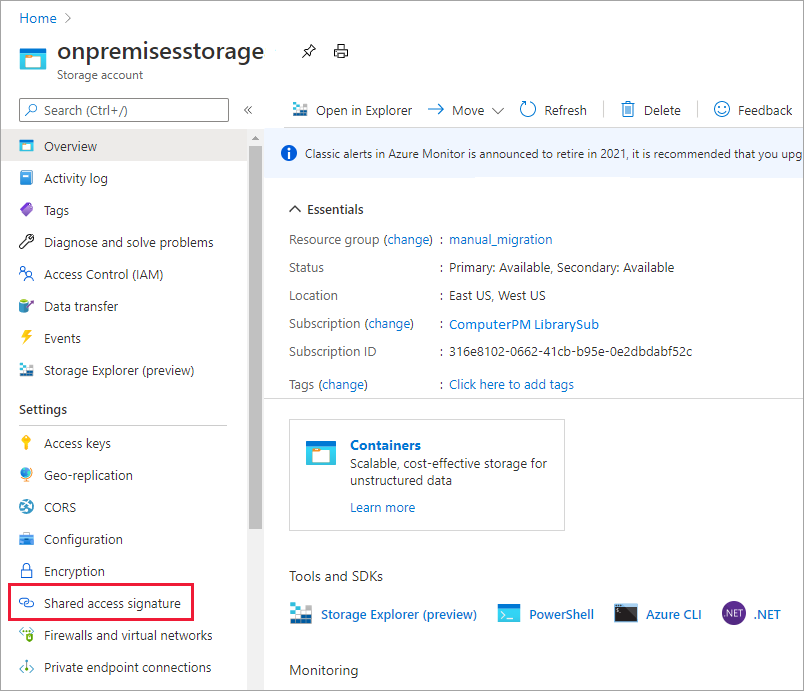 Home
onpremisesstorage
Storage account
Search (Ctrl+/)
«
Open in Explorer
Move
Refresh
Delete
Feedback
Overview
Activity log
Tags
Diagnose and solve problems
Access Control (IAM)
Data transfer
Events
Storage Explorer (preview)
Settings
Access keys
Geo-replication
CORS
Configuration
Encryption
Shared access signature
Firewalls and virtual networks
Private endpoint connections
Classic alerts in Azure Monitor is announced to retire in 2021, it is recommended that you upg
Essentials
Resource group (change) : manual_migration
Status : Primary: Available, Secondary: Available
Location : East US, West US
Subscription (change) : ComputerPM LibrarySub
Subscription ID : 316e8102-0662-41cb-b95e-0e2dbdabf52c
Tags (change) : Click here to add tags
Containers
Scalable, cost-effective storage for
unstructured data
Learn more
Tools and SDKs
Storage Explorer (preview)
PowerShell
Azure CLI
.NET
.NET
Monitoring